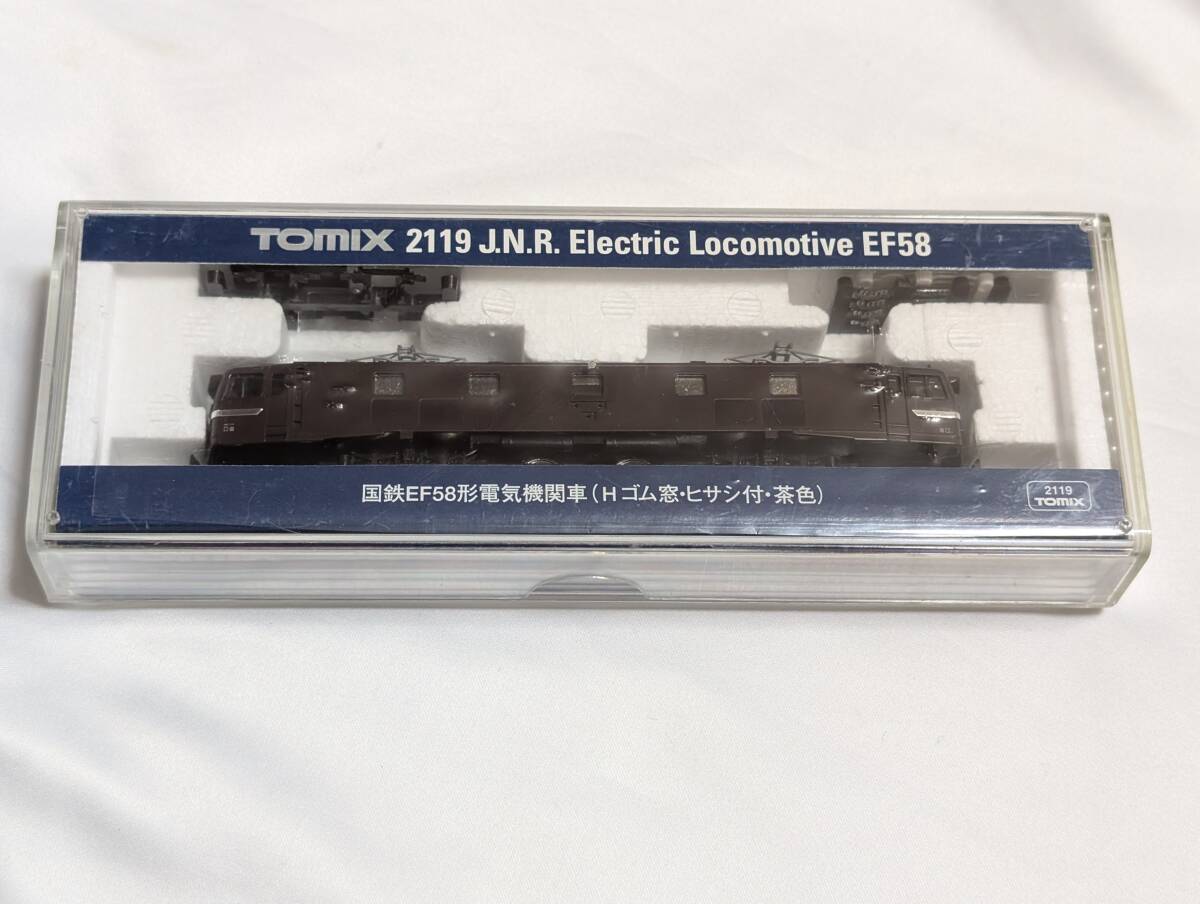 TOMIX 2119 J.N.R. Electric Locomotive EF58
国鉄EF58形電気機関車(Hゴム窓・ヒサシ付・茶色)
2119
TOMIX